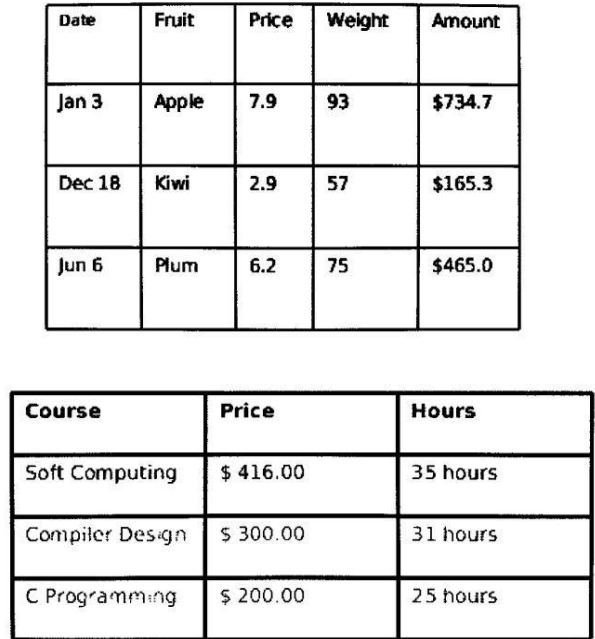 Date Fruit Price Weight Amount
Jan 3 Apple 7.9 93 $734.7
Dec 18 Kiwi 2.9 57 $165.3
Jun 6 Plum 6.2 75 $465.0
Course Price Hours
Soft Computing $ 416.00 35 hours
Compiler Design $ 300.00 31 hours
C Programming $ 200.00 25 hours